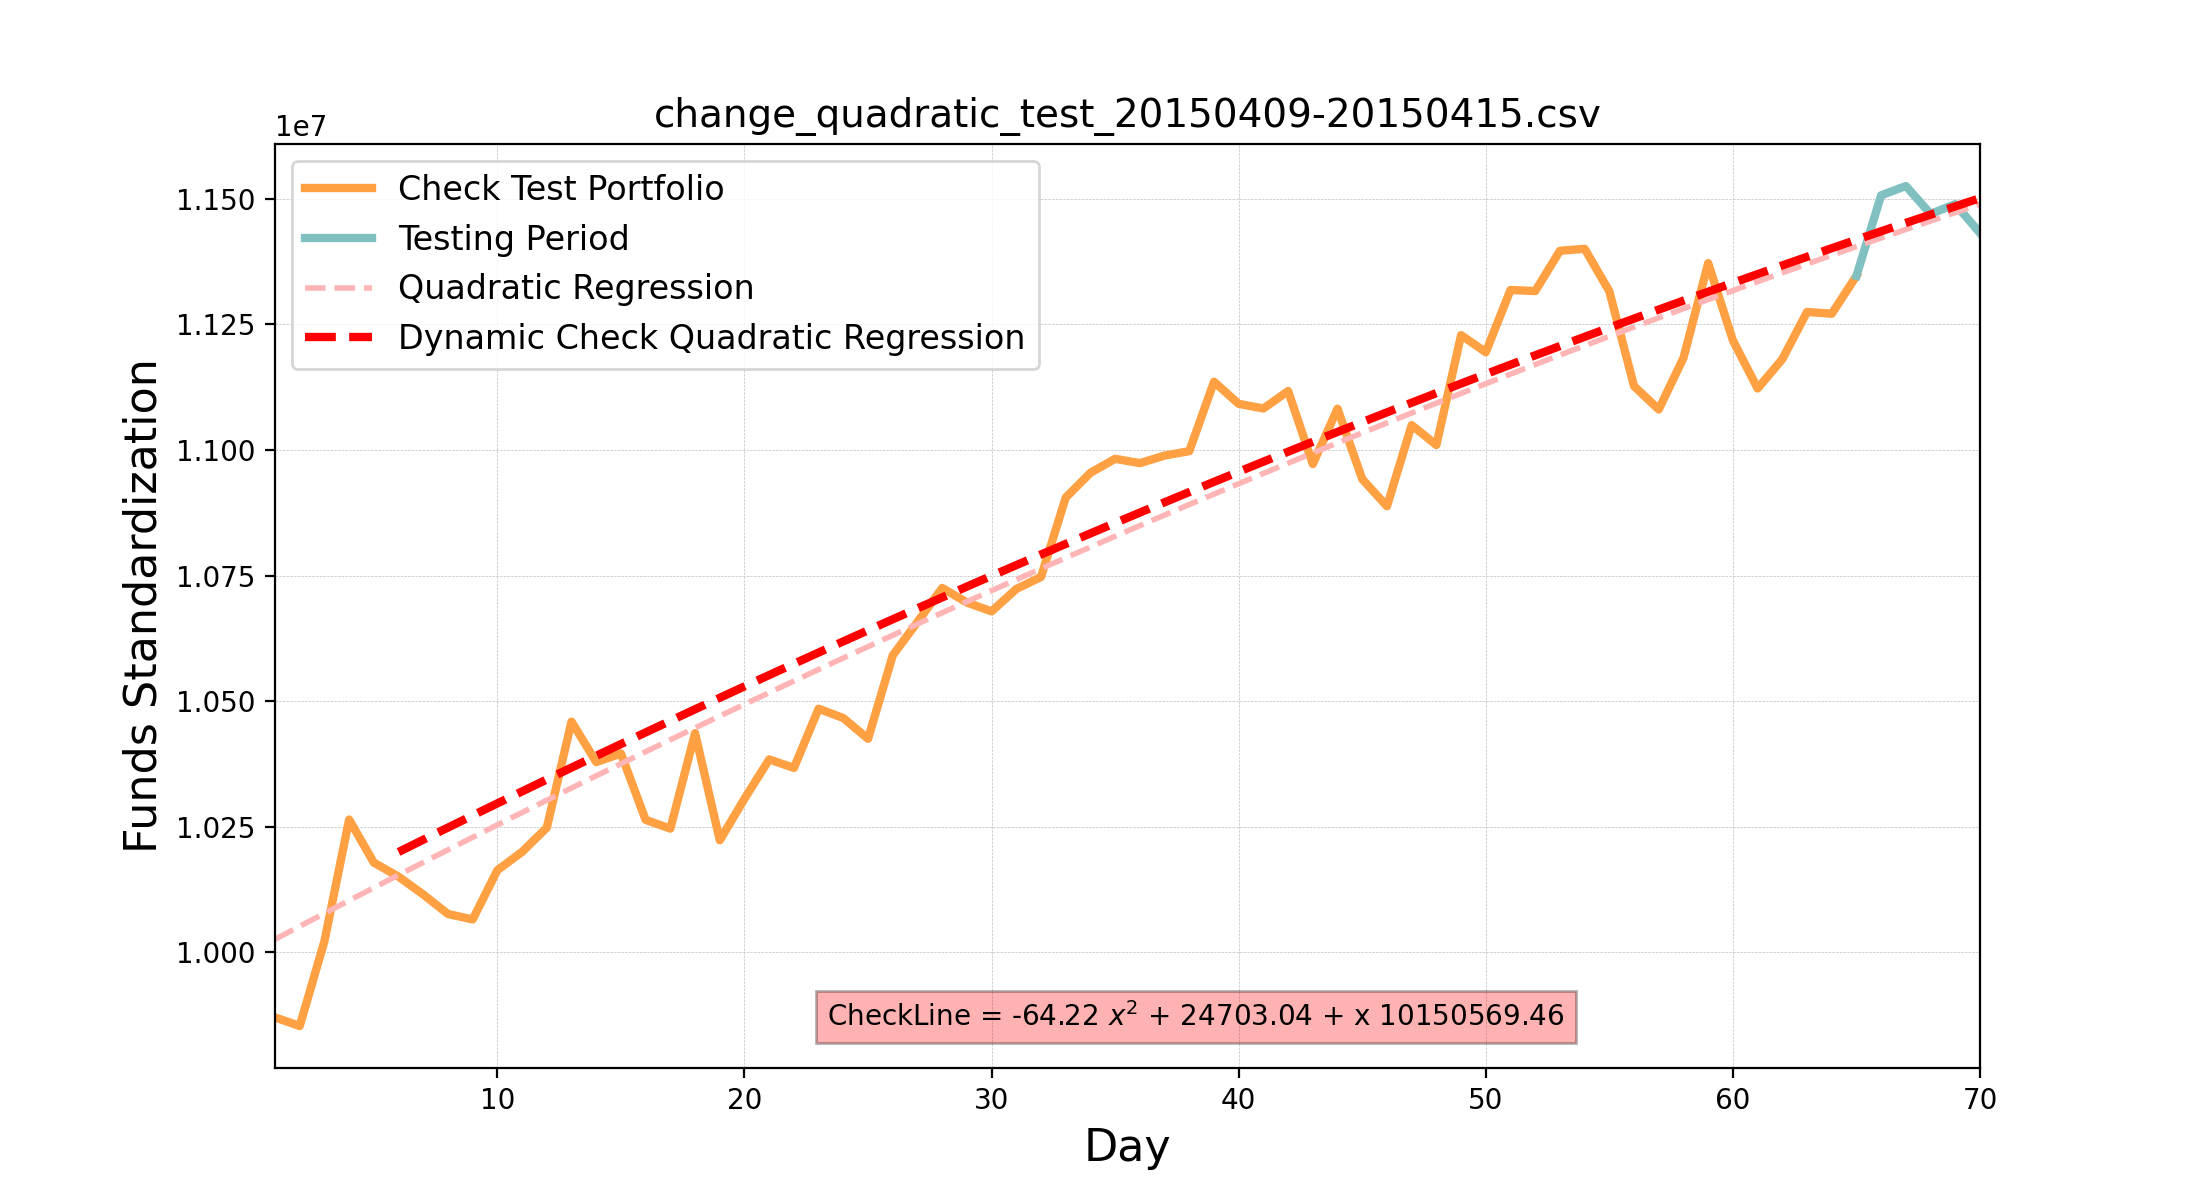 change_quadratic_test_20150409-20150415.csv
1e7
Check Test Portfolio
Testing Period
Quadratic Regression
Dynamic Check Quadratic Regression
1.150
1.125
1.100
1.075
1.050
1.025
1.000
Funds Standardization
CheckLine = -64.22 x² + 24703.04 + x 10150569.46
10 20 30 40 50 60 70
Day